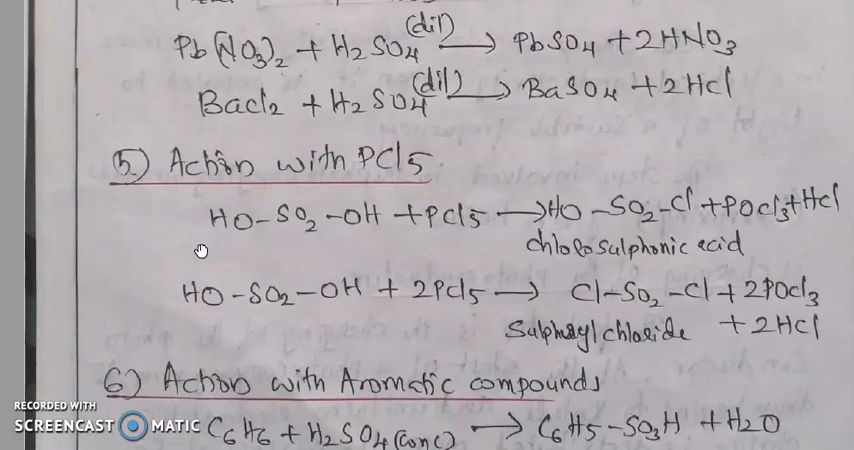 Pb(NO3)2 + H2SO4 (dil) → PbSO4 + 2HNO3
BaCl2 + H2SO4 (dil) → BaSO4 + 2HCl
5) Action with PCl5
HO-SO2-OH + PCl5 → HO-SO2-Cl + POCl3 + HCl
chlorosulphonic acid
HO-SO2-OH + 2PCl5 → Cl-SO2-Cl + 2POCl3
Sulphuryl chloride + 2HCl
6) Action with Aromatic compounds
C6H6 + H2SO4 (conc) → C6H5-SO3H + H2O
RECORDED WITH
SCREENCAST MATIC